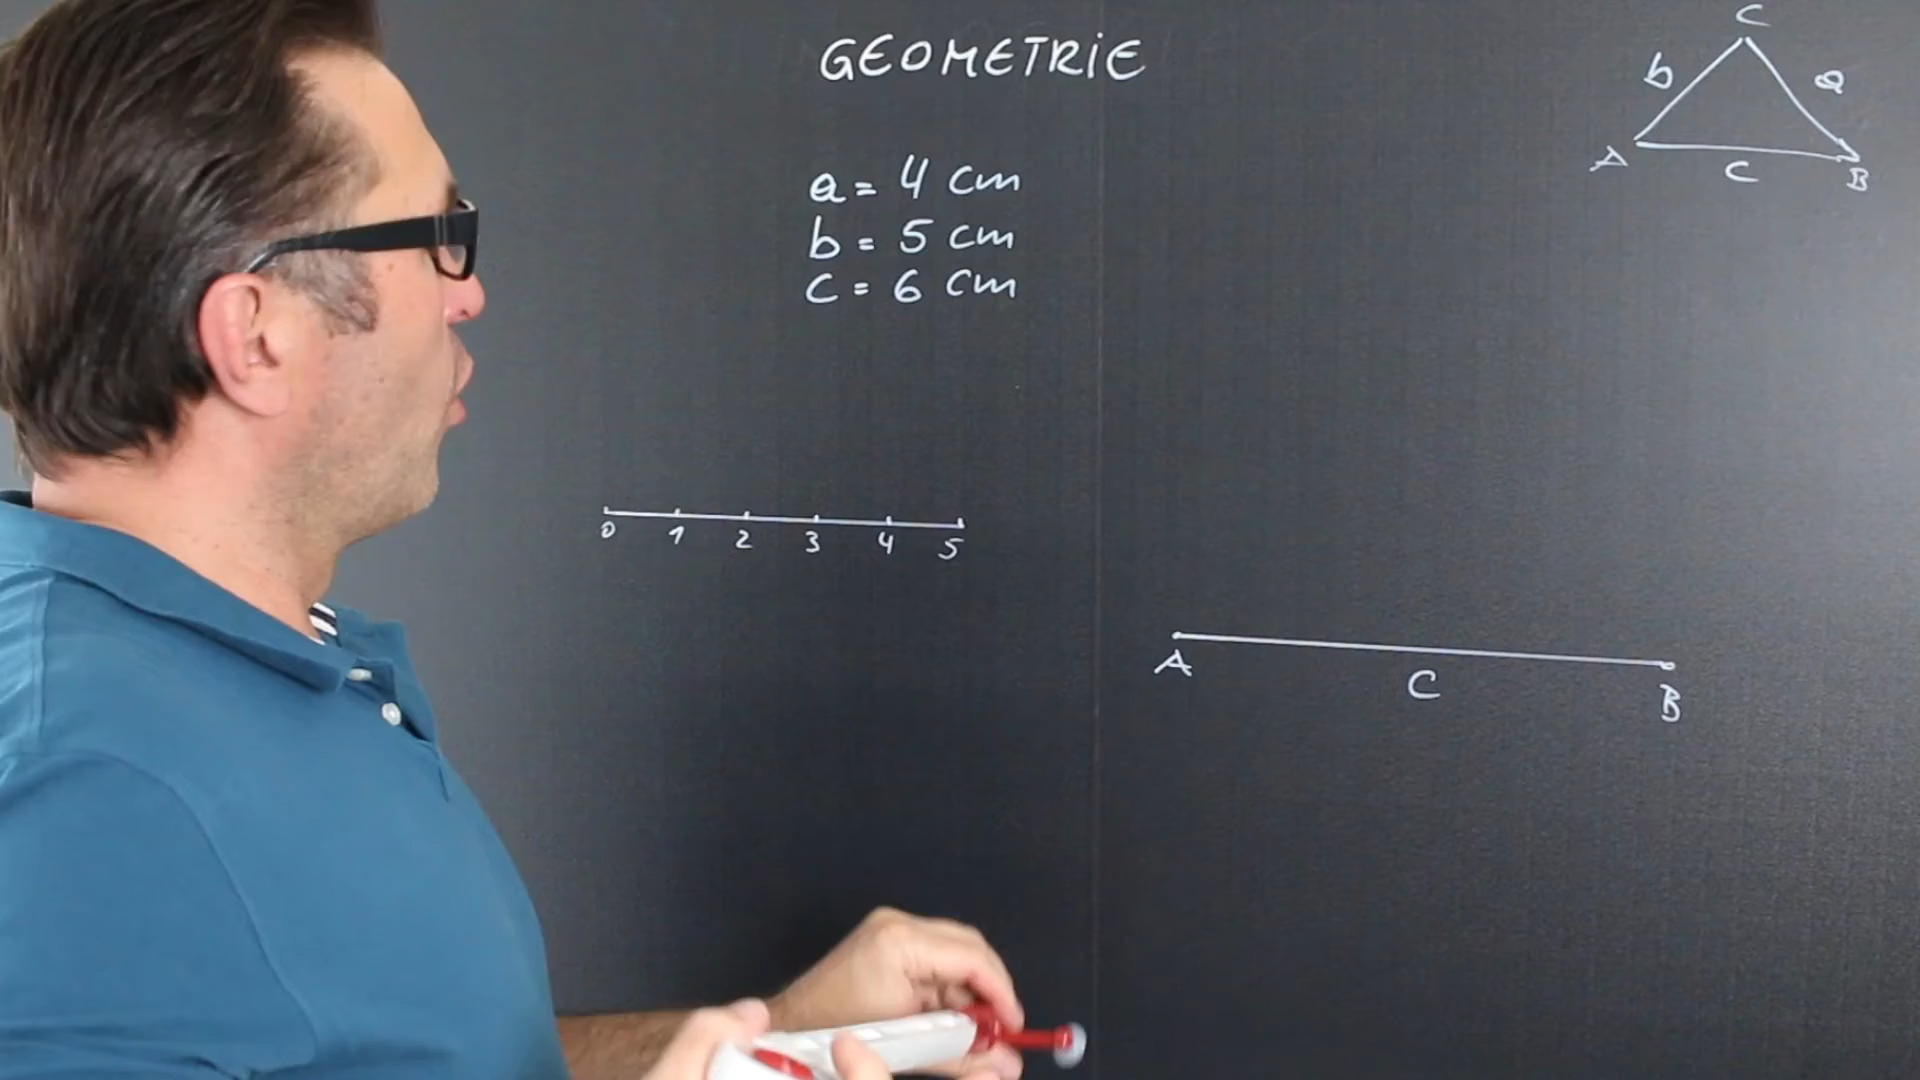 GEOMETRIE
a = 4 cm
b = 5 cm
c = 6 cm
C
b a
A c B
0 1 2 3 4 5
A c B